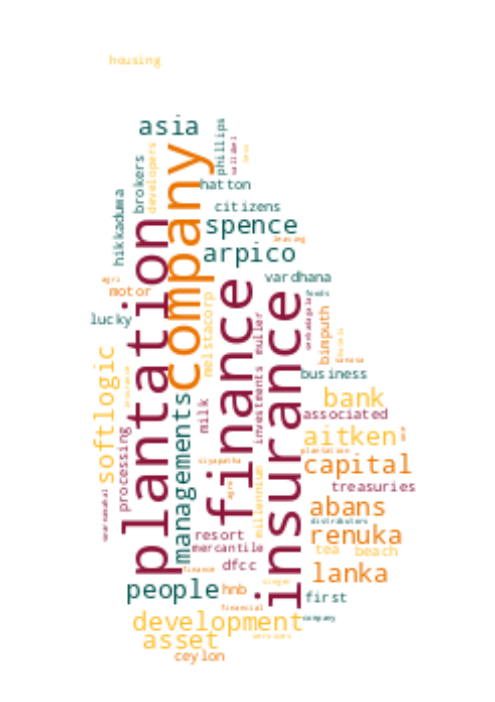 housing
asia
phillips
company
brokers
developers
hatton
hikkaduwa
citizens
spence
plantation
leasing
arpico
vardhana
agri
motor
finance
insurance
foods
melstacorp
lucky
muller
bimputh
softlogic
business
investments
milk
bank
managements
associated
aitken
processing
plantation
capital
siyapatha
millennium
agro
treasuries
abans
distributors
resort
renuka
mercantile
tea
beach
finance
dfcc
lanka
singer
people
hnb
first
financial
development
company
asset
services
ceylon